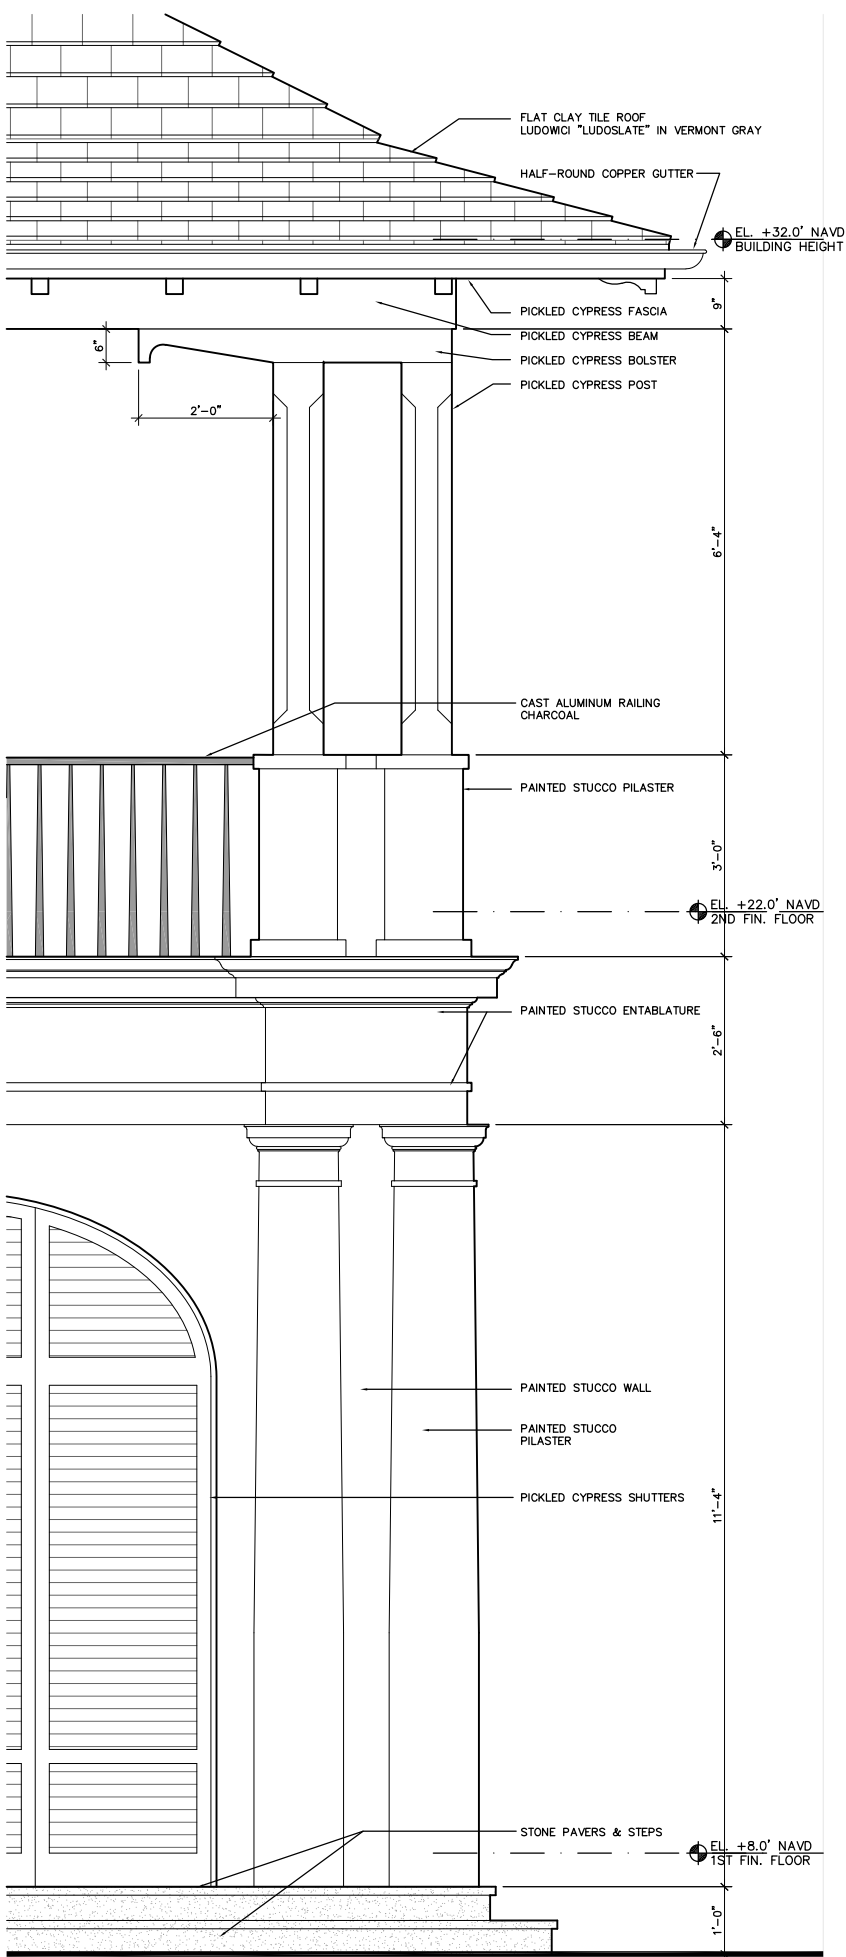 FLAT CLAY TILE ROOF
LUDOWICI "LUDOSLATE" IN VERMONT GRAY
HALF-ROUND COPPER GUTTER
EL. +32.0' NAVD
BUILDING HEIGHT
9"
PICKLED CYPRESS FASCIA
PICKLED CYPRESS BEAM
6"
PICKLED CYPRESS BOLSTER
PICKLED CYPRESS POST
2'-0"
6'-4"
CAST ALUMINUM RAILING
CHARCOAL
PAINTED STUCCO PILASTER
3'-0"
EL. +22.0' NAVD
2ND FIN. FLOOR
PAINTED STUCCO ENTABLATURE
2'-6"
PAINTED STUCCO WALL
PAINTED STUCCO
PILASTER
PICKLED CYPRESS SHUTTERS
11'-4"
STONE PAVERS & STEPS
EL. +8.0' NAVD
1ST FIN. FLOOR
1'-0"